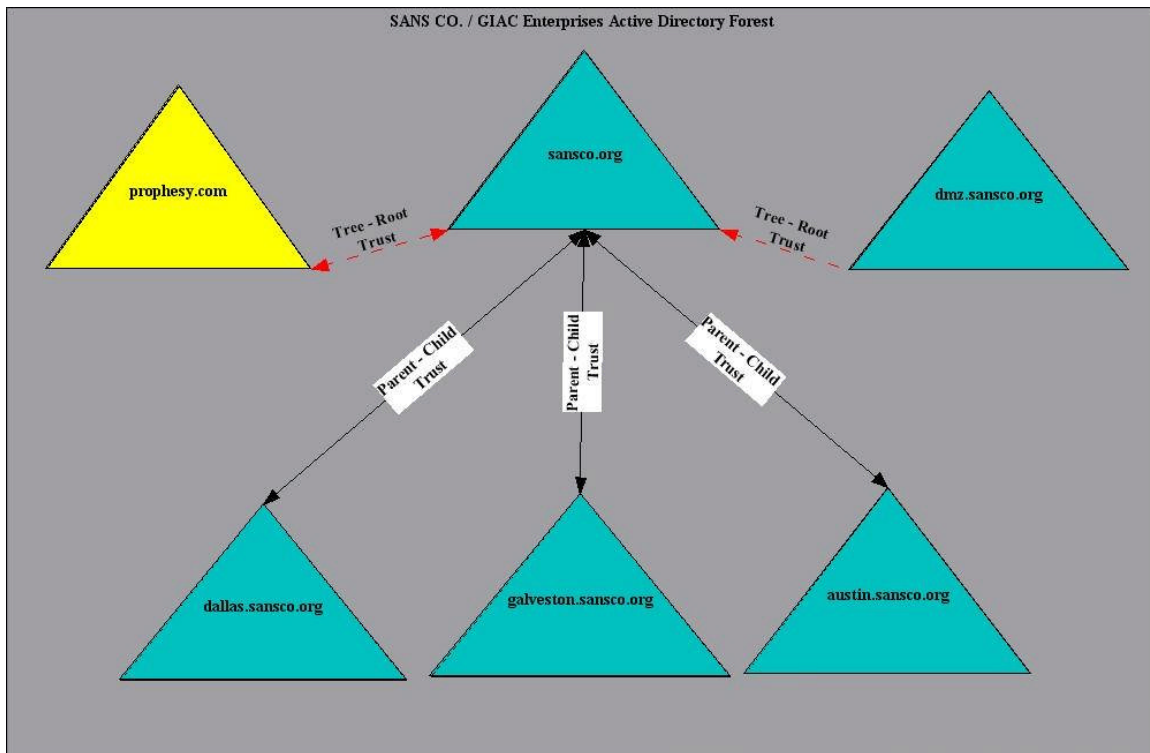 SANS CO. / GIAC Enterprises Active Directory Forest
prophesy.com
sansco.org
dmz.sansco.org
Tree - Root
Trust
Tree - Root
Trust
Parent - Child
Trust
Parent - Child
Trust
Parent - Child
Trust
dallas.sansco.org
galveston.sansco.org
austin.sansco.org